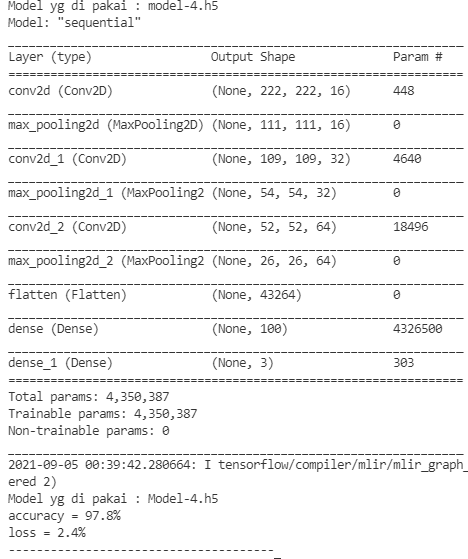 Model yg di pakai : model-4.h5
Model: "sequential"
_________________________________________________________________
Layer (type)                 Output Shape              Param #
=================================================================
conv2d (Conv2D)              (None, 222, 222, 16)      448
_________________________________________________________________
max_pooling2d (MaxPooling2D) (None, 111, 111, 16)      0
_________________________________________________________________
conv2d_1 (Conv2D)            (None, 109, 109, 32)      4640
_________________________________________________________________
max_pooling2d_1 (MaxPooling2 (None, 54, 54, 32)        0
_________________________________________________________________
conv2d_2 (Conv2D)            (None, 52, 52, 64)        18496
_________________________________________________________________
max_pooling2d_2 (MaxPooling2 (None, 26, 26, 64)        0
_________________________________________________________________
flatten (Flatten)            (None, 43264)             0
_________________________________________________________________
dense (Dense)                (None, 100)               4326500
_________________________________________________________________
dense_1 (Dense)              (None, 3)                 303
=================================================================
Total params: 4,350,387
Trainable params: 4,350,387
Non-trainable params: 0
_________________________________________________________________
2021-09-05 00:39:42.280664: I tensorflow/compiler/mlir/mlir_graph_
ered 2)
Model yg di pakai : Model-4.h5
accuracy = 97.8%
loss = 2.4%
--------------------------------------_